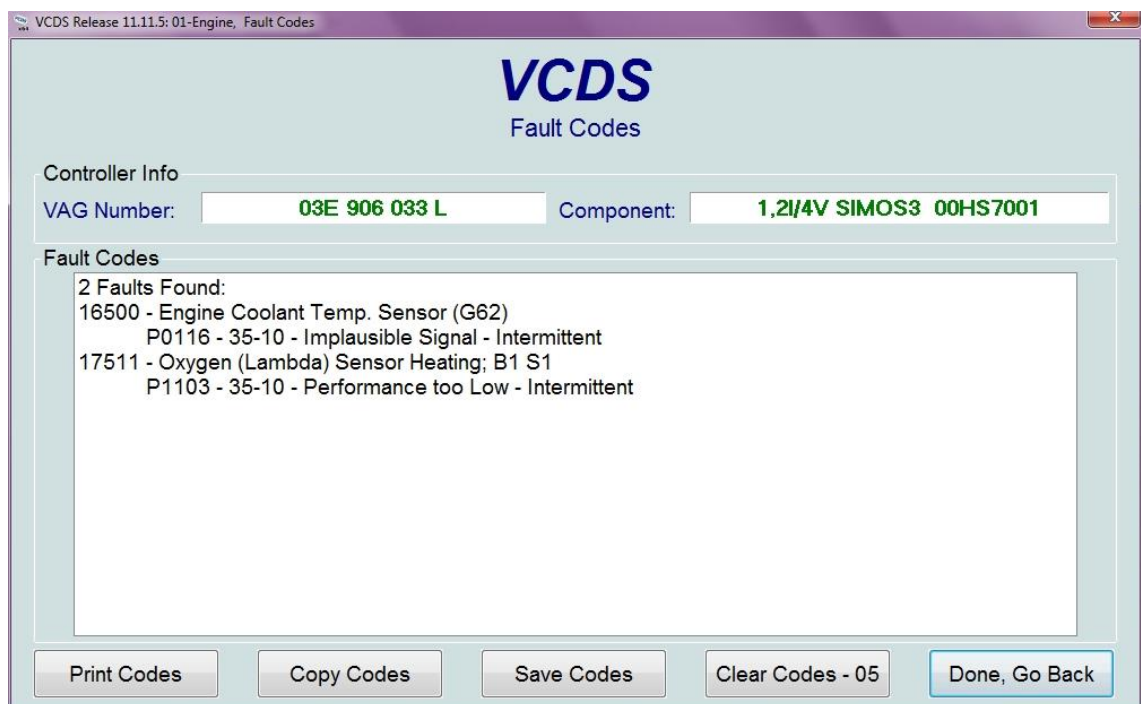 VCDS Release 11.11.5: 01-Engine, Fault Codes
VCDS
Fault Codes
Controller Info
VAG Number: 03E 906 033 L Component: 1,2l/4V SIMOS3 00HS7001
Fault Codes
2 Faults Found:
16500 - Engine Coolant Temp. Sensor (G62)
P0116 - 35-10 - Implausible Signal - Intermittent
17511 - Oxygen (Lambda) Sensor Heating; B1 S1
P1103 - 35-10 - Performance too Low - Intermittent
Print Codes Copy Codes Save Codes Clear Codes - 05 Done, Go Back